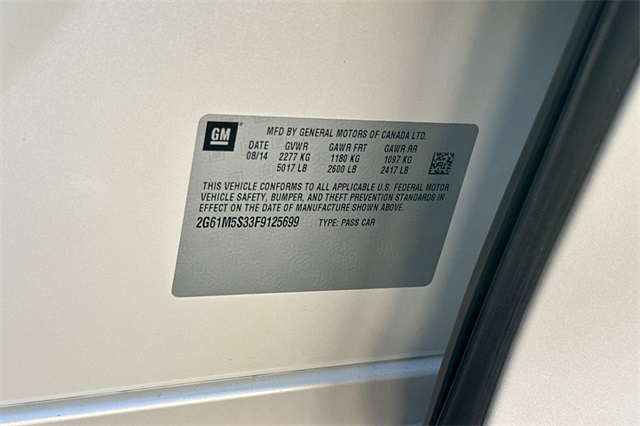 GM
MFD BY GENERAL MOTORS OF CANADA LTD.
DATE GVWR GAWR FRT GAWR RR
08/14 2277 KG 1180 KG 1097 KG
5017 LB 2600 LB 2417 LB
THIS VEHICLE CONFORMS TO ALL APPLICABLE U.S. FEDERAL MOTOR
VEHICLE SAFETY, BUMPER, AND THEFT PREVENTION STANDARDS IN
EFFECT ON THE DATE OF MANUFACTURE SHOWN ABOVE.
2G61M5S33F9125699 TYPE: PASS CAR